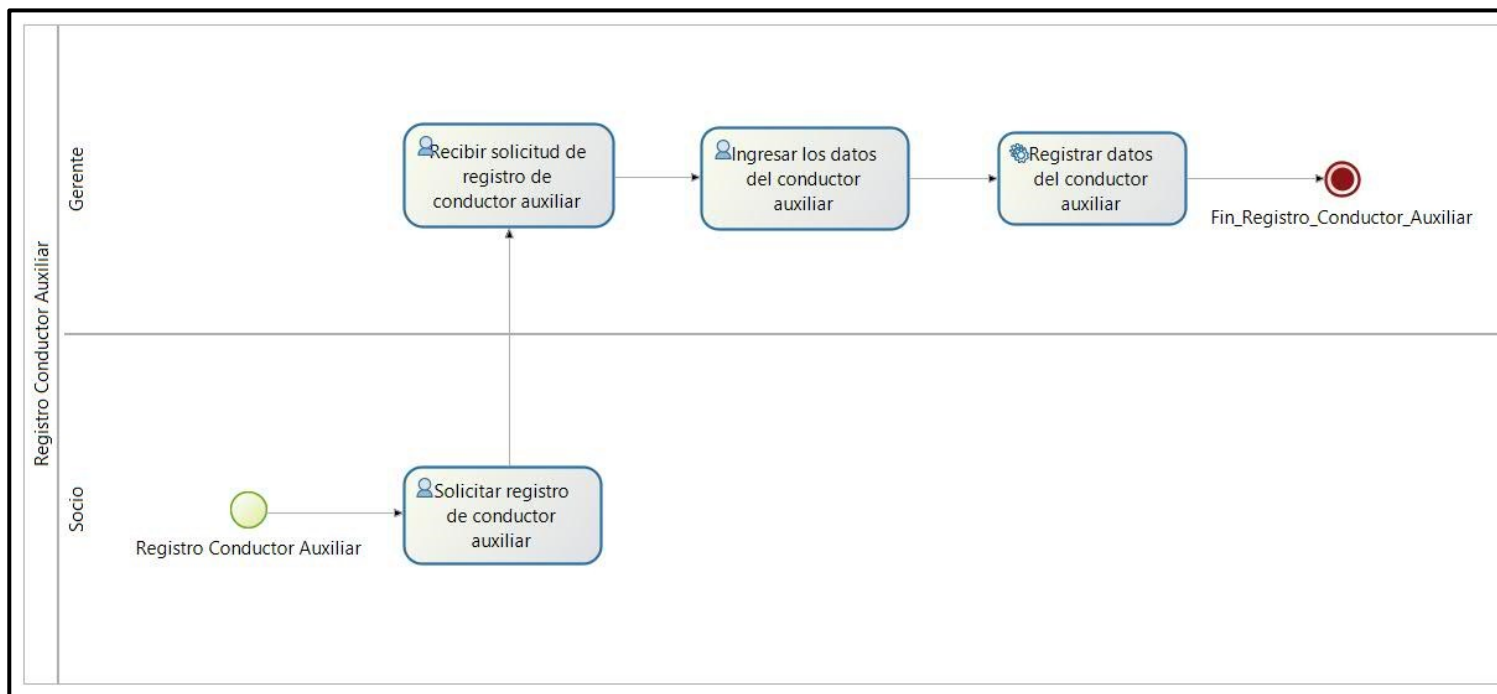 Registro Conductor Auxiliar
Gerente
Recibir solicitud de
registro de
conductor auxiliar
Ingresar los datos
del conductor
auxiliar
Registrar datos
del conductor
auxiliar
Fin_Registro_Conductor_Auxiliar
Socio
Registro Conductor Auxiliar
Solicitar registro
de conductor
auxiliar